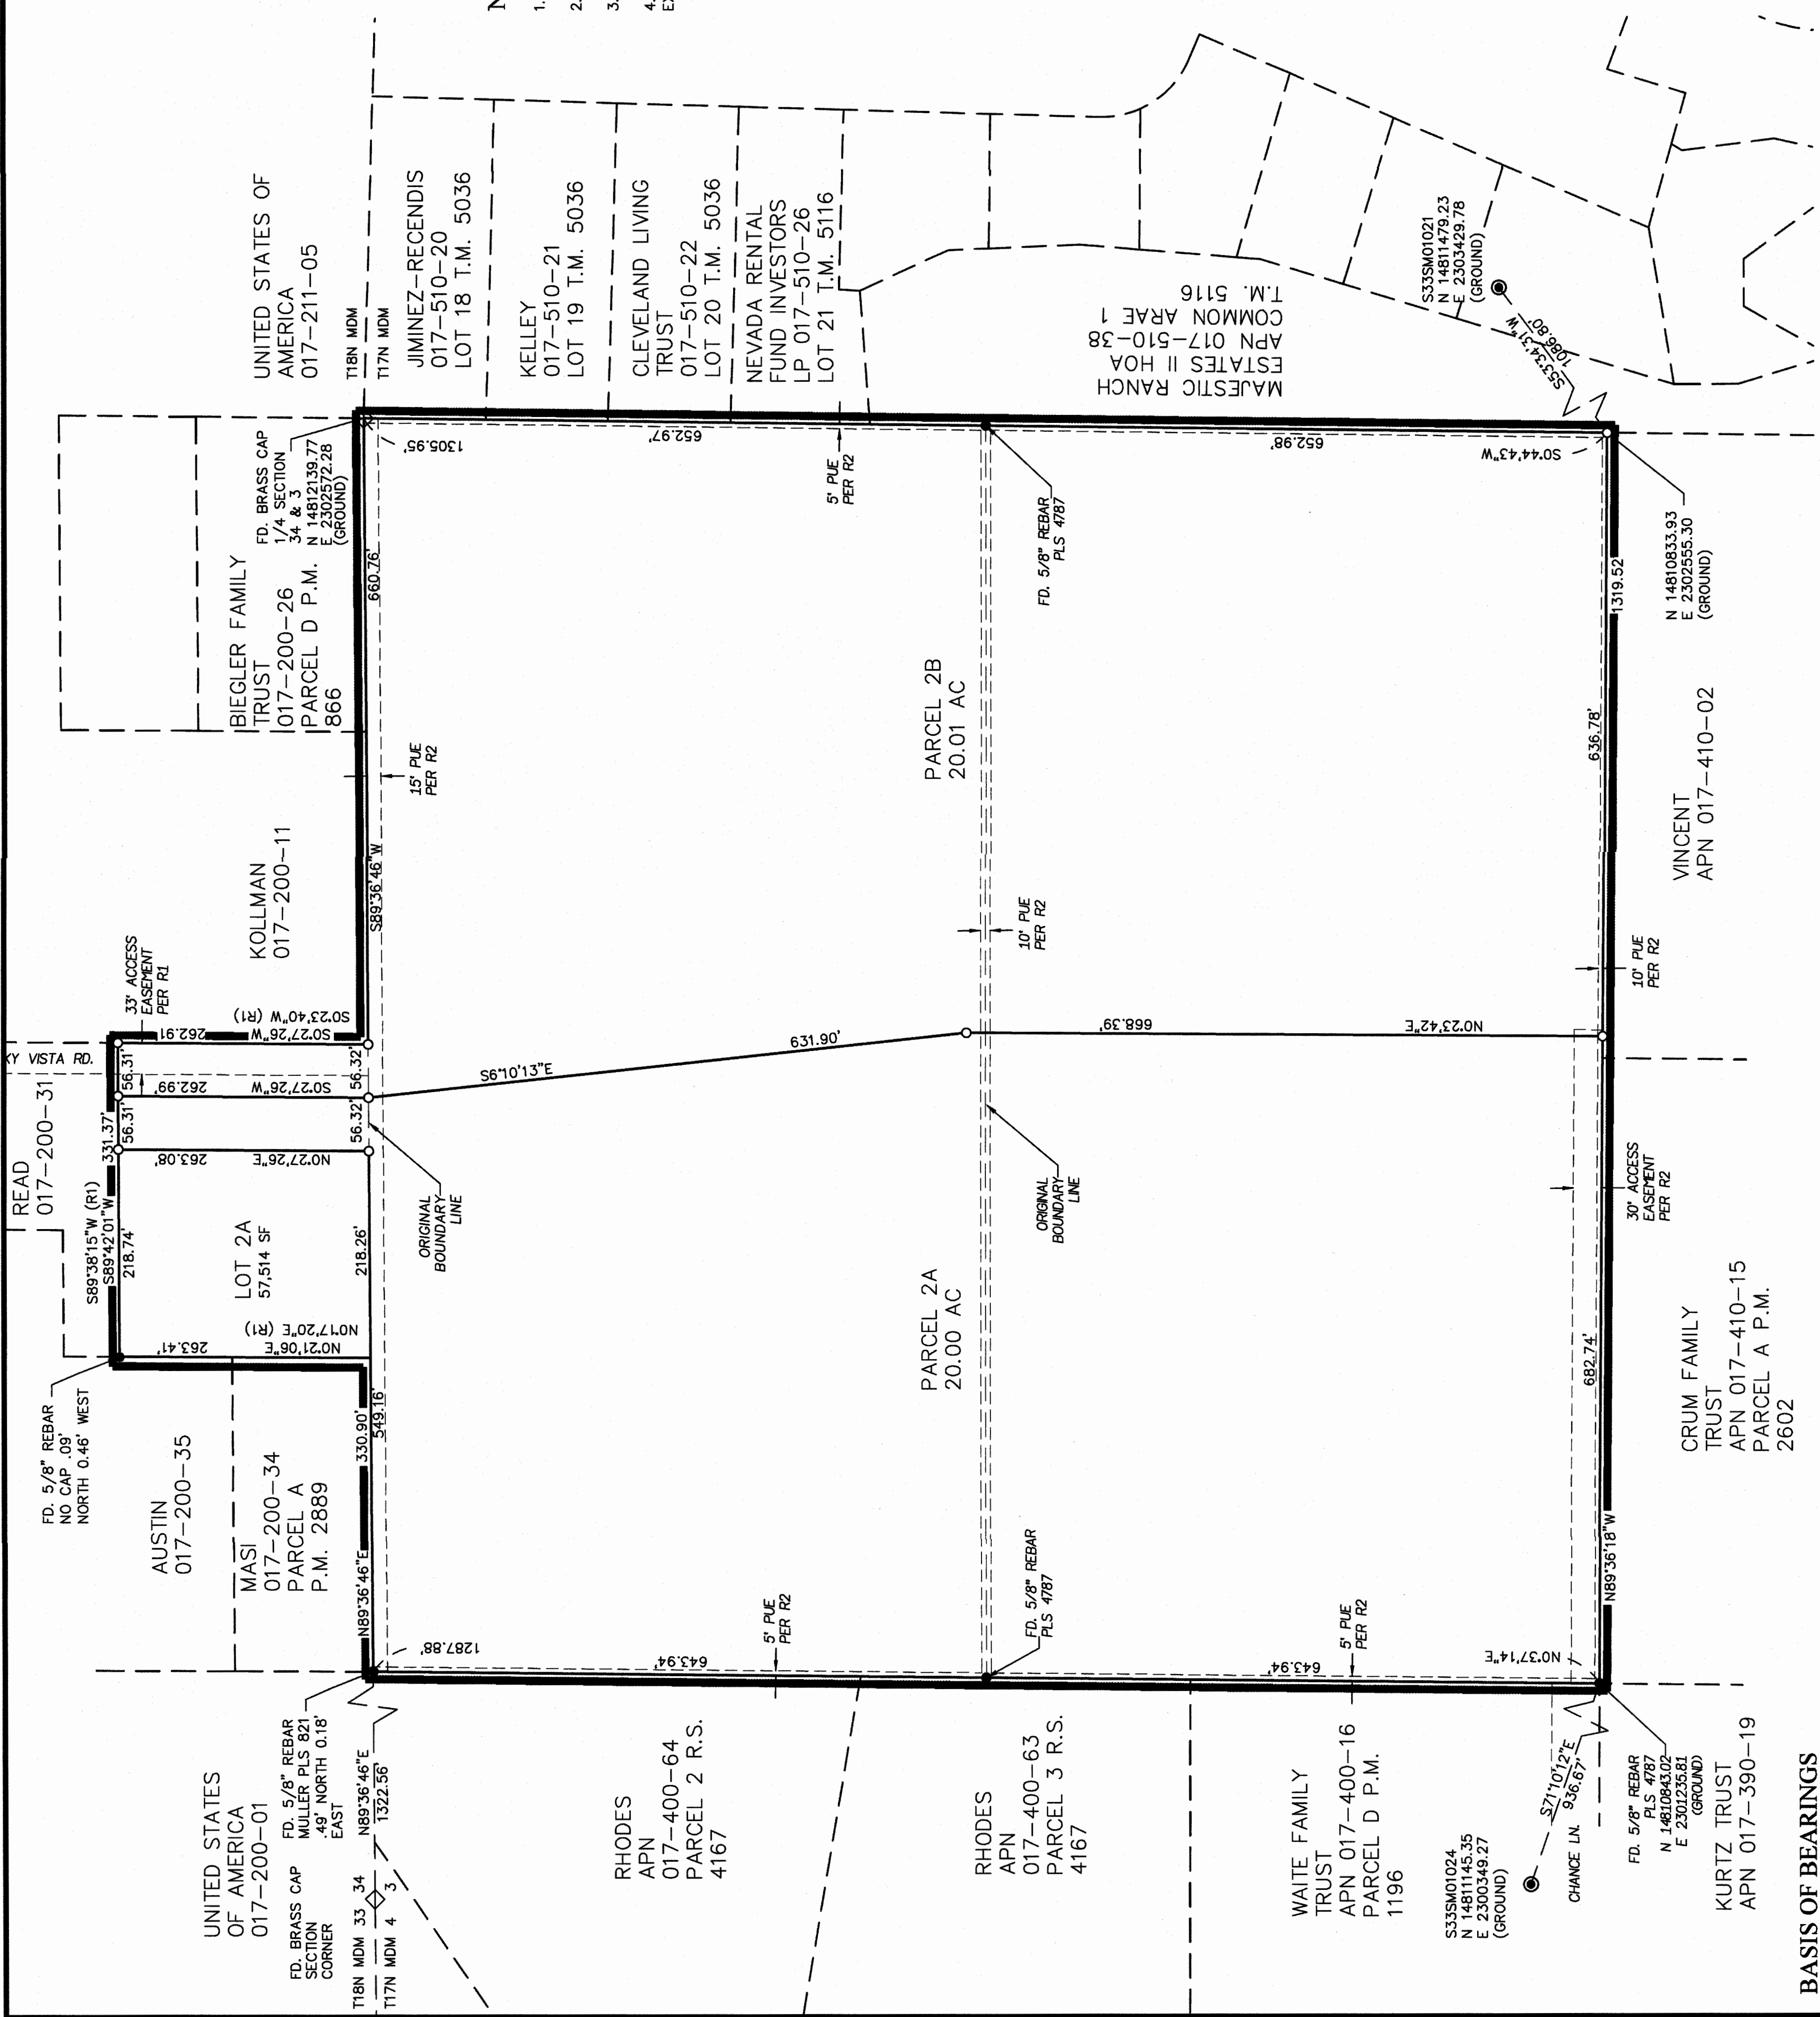 READ
017-200-31
KY VISTA RD.
S89°38'15"W (R1)
S89°42'01"W
331.37'
218.74'
56.31'
56.31'
33' ACCESS
EASEMENT
PER R1
FD. 5/8" REBAR
NO CAP .09'
NORTH 0.46' WEST
AUSTIN
017-200-35
MASI
017-200-34
PARCEL A
P.M. 2889
LOT 2A
57,514 SF
263.41'
N0°21'06"E
N0°17'20"E (R1)
263.08'
N0°27'26"E
262.99'
S0°27'26"W
262.91'
S0°27'26"W
S0°23'40"W (R1)
218.26'
56.32'
56.32'
KOLLMAN
017-200-11
BIEGLER FAMILY
TRUST
017-200-26
PARCEL D P.M.
866
FD. BRASS CAP
1/4 SECTION
34 & 3
N 14812139.77
E 2302572.28
(GROUND)
UNITED STATES OF
AMERICA
017-211-05
T18N MDM
T17N MDM
UNITED STATES
OF AMERICA
017-200-01
FD. BRASS CAP
SECTION
CORNER
FD. 5/8" REBAR
MULLER PLS 821
.49' NORTH 0.18'
EAST
T18N MDM 33 34
T17N MDM 4 3
N89°36'46"E
1322.56'
N89°36'46"E
330.90'
549.16'
S89°36'46"W
660.76'
15' PUE
PER R2
1305.95'
652.97'
5' PUE
PER R2
652.98'
S0°44'43"W
1287.88'
643.94'
5' PUE
PER R2
643.94'
5' PUE
PER R2
N0°37'14"E
ORIGINAL
BOUNDARY
LINE
S6°10'13"E
631.90'
668.39'
N0°23'42"E
PARCEL 2A
20.00 AC
PARCEL 2B
20.01 AC
ORIGINAL
BOUNDARY
LINE
10' PUE
PER R2
FD. 5/8" REBAR
PLS 4787
FD. 5/8" REBAR
PLS 4787
JIMINEZ-RECENDIS
017-510-20
LOT 18 T.M. 5036
KELLEY
017-510-21
LOT 19 T.M. 5036
CLEVELAND LIVING
TRUST
017-510-22
LOT 20 T.M. 5036
NEVADA RENTAL
FUND INVESTORS
LP 017-510-26
LOT 21 T.M. 5116
MAJESTIC RANCH
ESTATES II HOA
APN 017-510-38
COMMON ARAE 1
T.M. 5116
S33SM01021
N 14811479.23
E 2303429.78
(GROUND)
S53°34'31"W
1086.80'
RHODES
APN
017-400-64
PARCEL 2 R.S.
4167
RHODES
APN
017-400-63
PARCEL 3 R.S.
4167
WAITE FAMILY
TRUST
APN 017-400-16
PARCEL D P.M.
1196
S33SM01024
N 14811145.35
E 2300349.27
(GROUND)
CHANCE LN.
S71°10'12"E
936.67'
FD. 5/8" REBAR
PLS 4787
N 14810843.02
E 2301235.81
(GROUND)
KURTZ TRUST
APN 017-390-19
N89°36'18"W
682.74'
636.78'
1319.52'
30' ACCESS
EASEMENT
PER R2
10' PUE
PER R2
N 14810833.93
E 2302555.30
(GROUND)
CRUM FAMILY
TRUST
APN 017-410-15
PARCEL A P.M.
2602
VINCENT
APN 017-410-02
BASIS OF BEARINGS
N
1.
2.
3.
4.